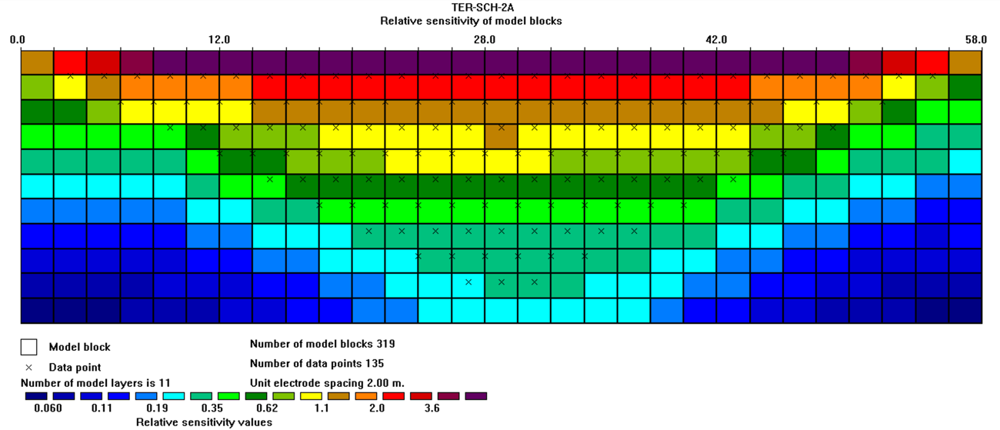 TER-SCH-2A
Relative sensitivity of model blocks
0.0 12.0 28.0 42.0 58.0
Model block
Number of model blocks 319
Data point
Number of data points 135
Number of model layers is 11
Unit electrode spacing 2.00 m.
0.060 0.11 0.19 0.35 0.62 1.1 2.0 3.6
Relative sensitivity values